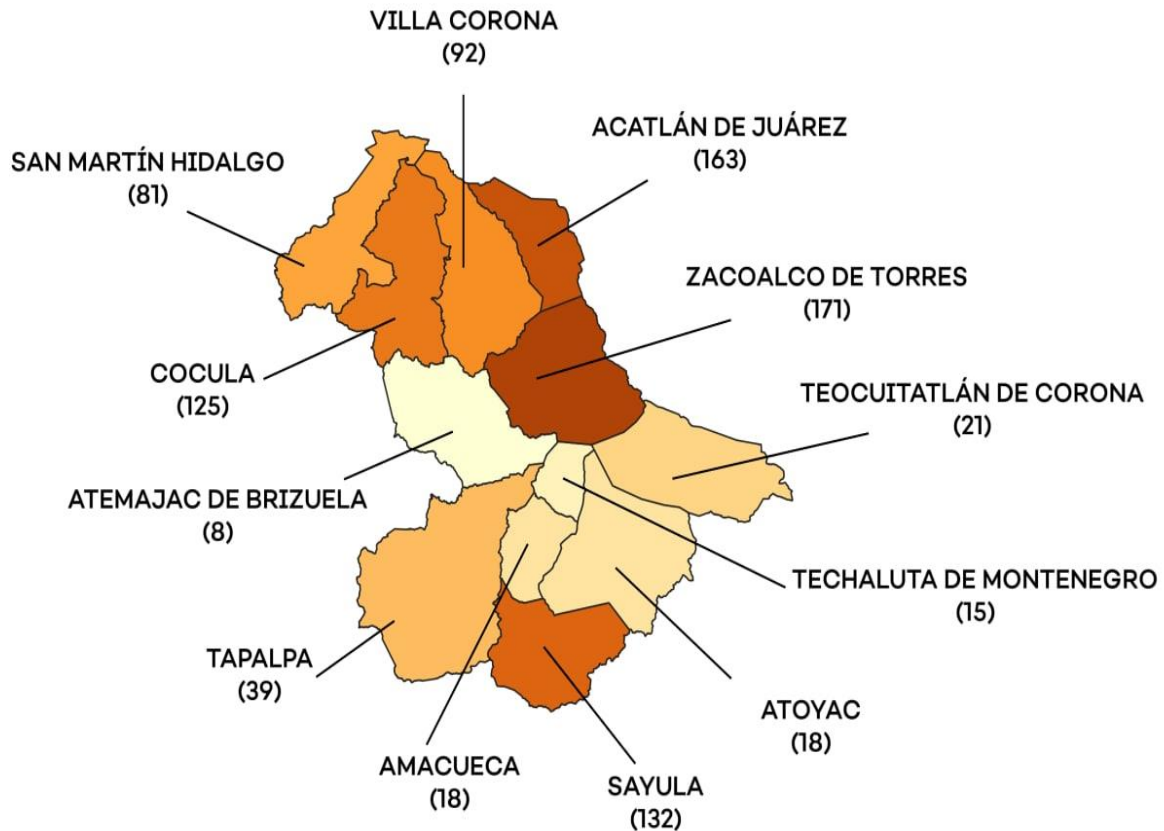 VILLA CORONA
(92)
ACATLÁN DE JUÁREZ
(163)
SAN MARTÍN HIDALGO
(81)
ZACOALCO DE TORRES
(171)
COCULA
(125)
TEOCUITATLÁN DE CORONA
(21)
ATEMAJAC DE BRIZUELA
(8)
TECHALUTA DE MONTENEGRO
(15)
TAPALPA
(39)
ATOYAC
(18)
AMACUECA
(18)
SAYULA
(132)